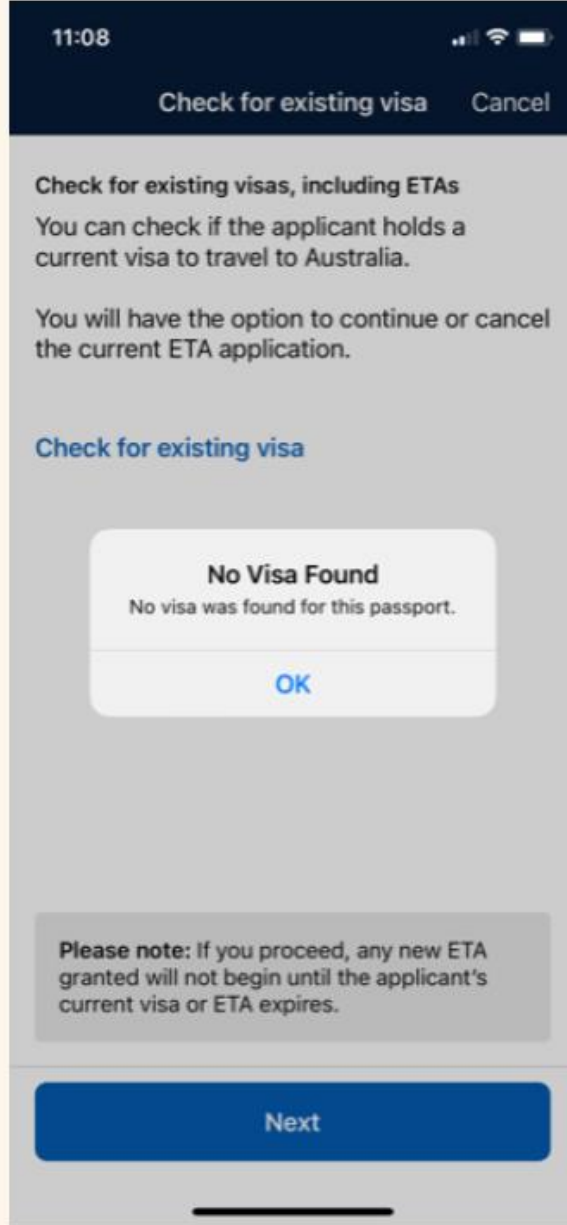 11:08
Check for existing visa Cancel
Check for existing visas, including ETAs
You can check if the applicant holds a
current visa to travel to Australia.
You will have the option to continue or cancel
the current ETA application.
Check for existing visa
No Visa Found
No visa was found for this passport.
OK
Please note: If you proceed, any new ETA
granted will not begin until the applicant's
current visa or ETA expires.
Next